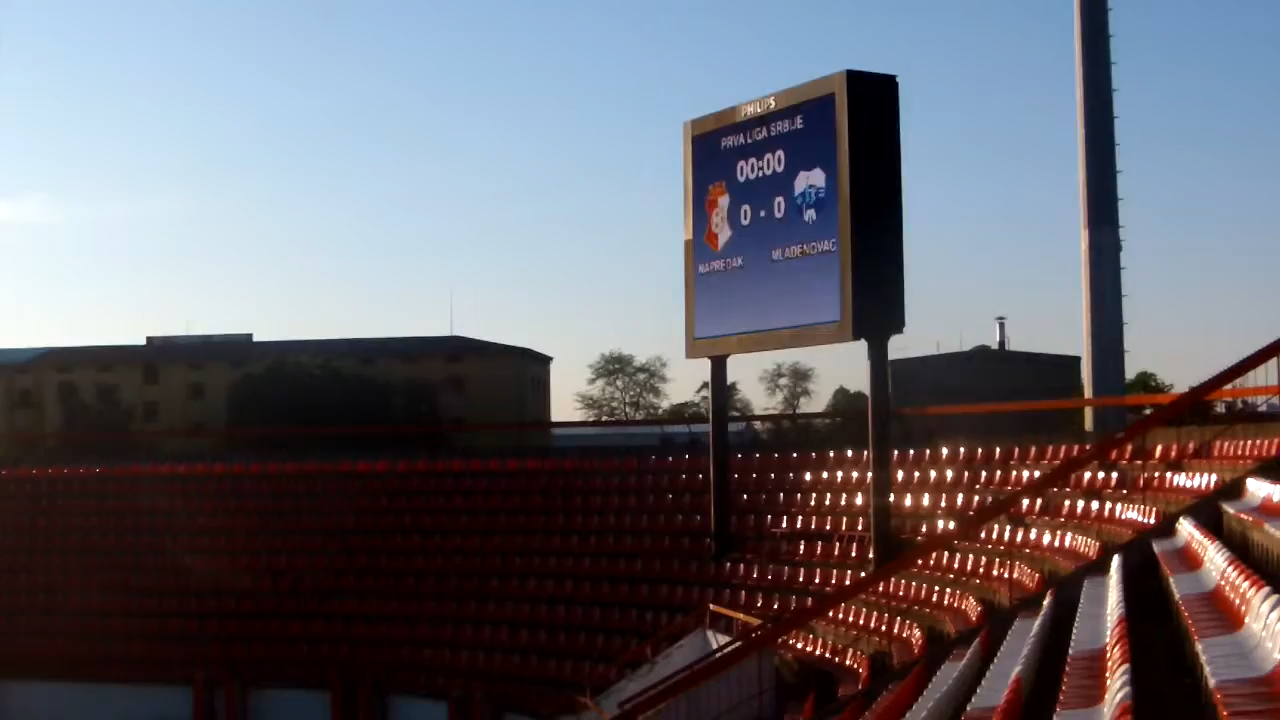 PHILIPS
PRVA LIGA SRBIJE
00:00
0 - 0
NAPREDAK
MLADENOVAC